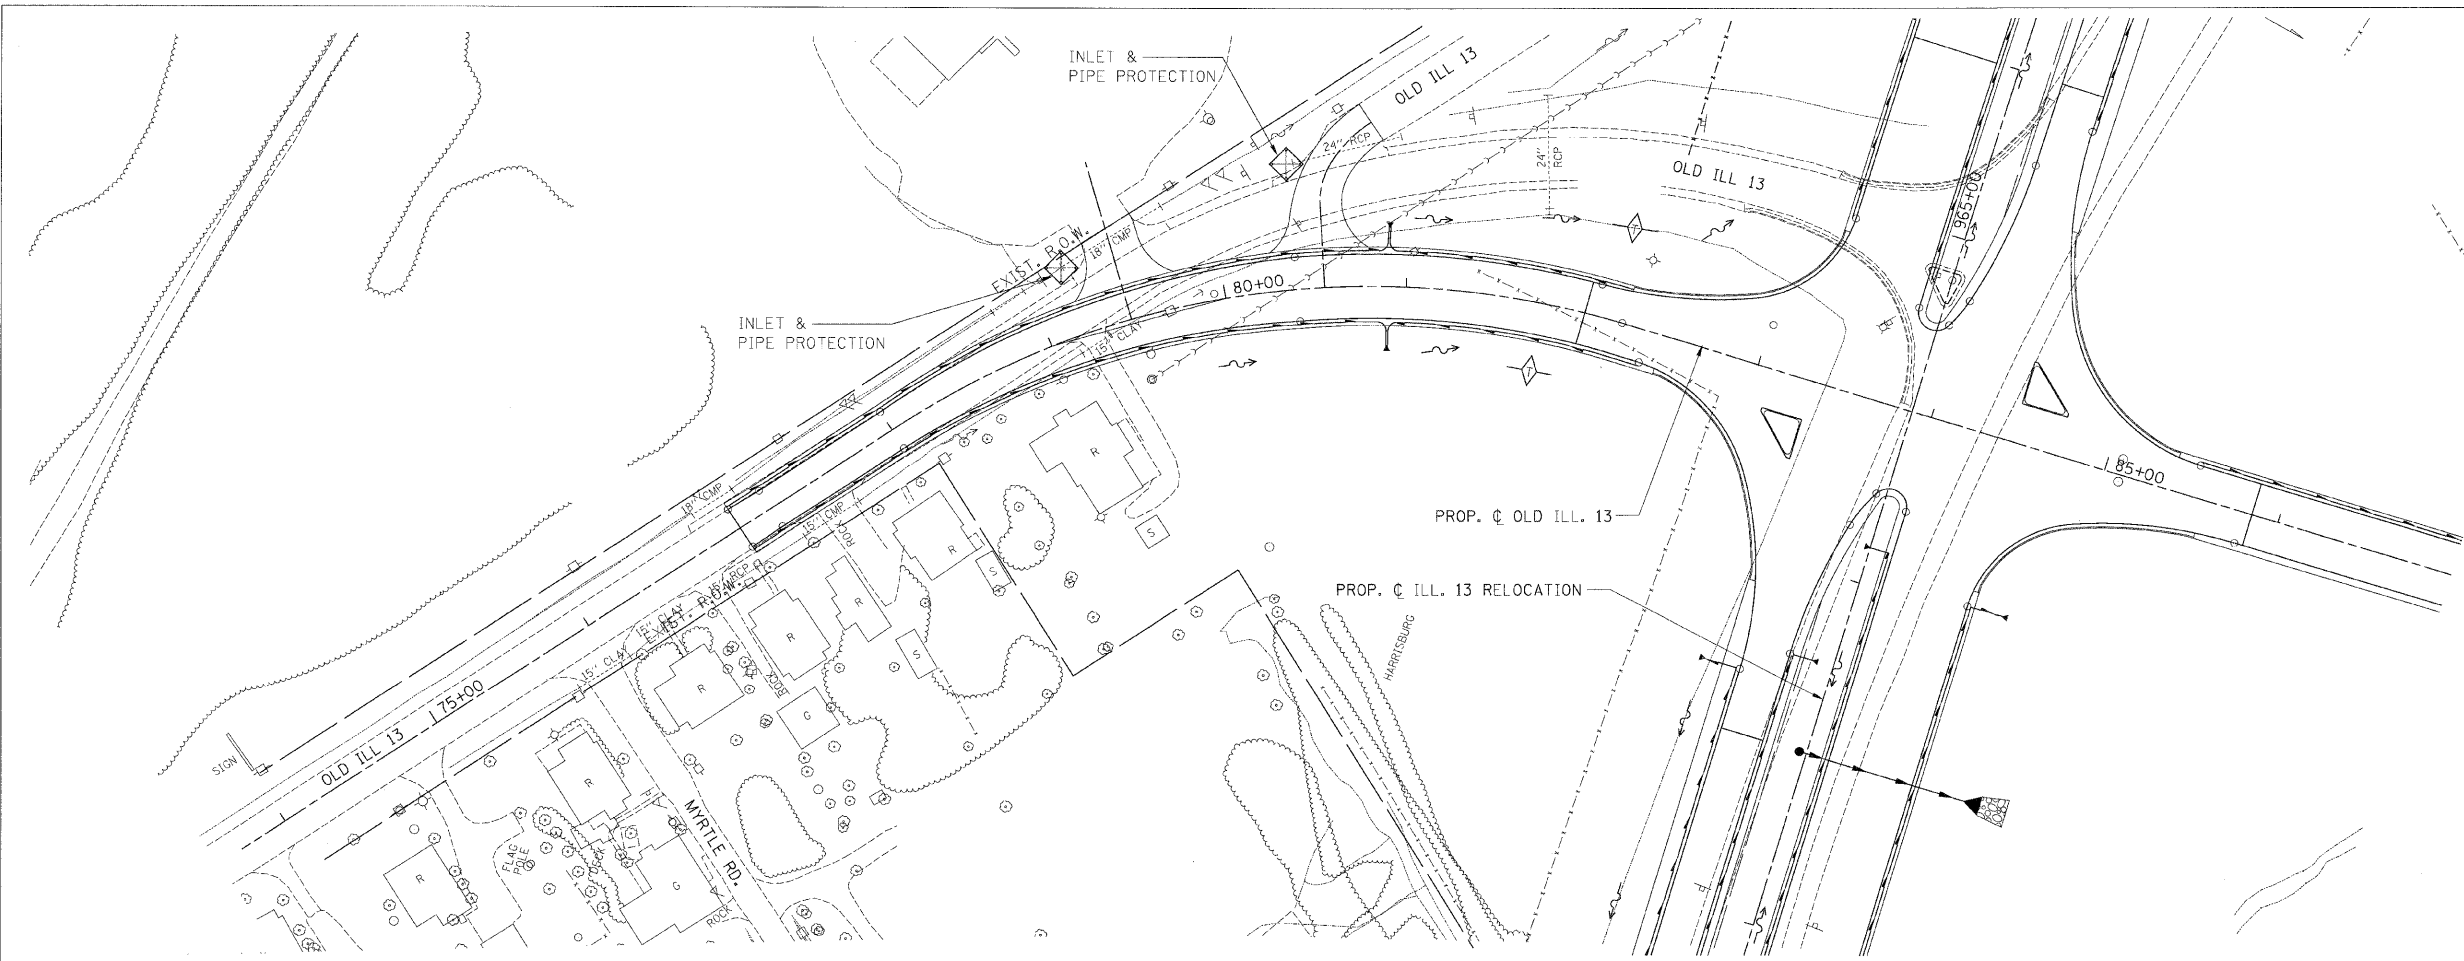 INLET &
PIPE PROTECTION
OLD ILL 13
24" RCP
24"
RCP
OLD ILL 13
965+00
EXIST. R.O.W.
18" CMP
80+00
INLET &
PIPE PROTECTION
15" CLAY
R
85+00
18" CMP
15" CMP
ROCK
R
S
S
PROP. ℄ OLD ILL. 13
15" RCP
R
PROP. ℄ ILL. 13 RELOCATION
15" CLAY
EXIST. R.O.W.
R
S
HARRISBURG
15" CLAY
R
ROCK
G
75+00
OLD ILL 13
SIGN
R
MYRTLE RD.
FLAG
POLE
DECK
R
G
ROCK